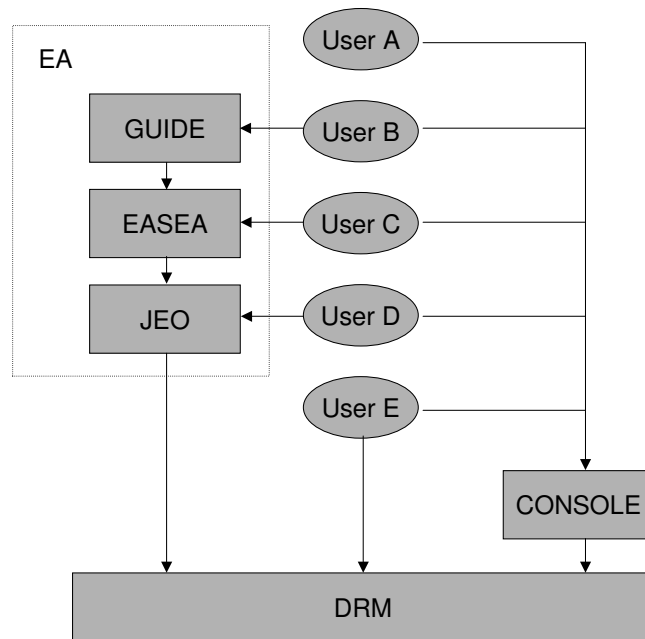 User A
EA
GUIDE
User B
EASEA
User C
JEO
User D
User E
CONSOLE
DRM